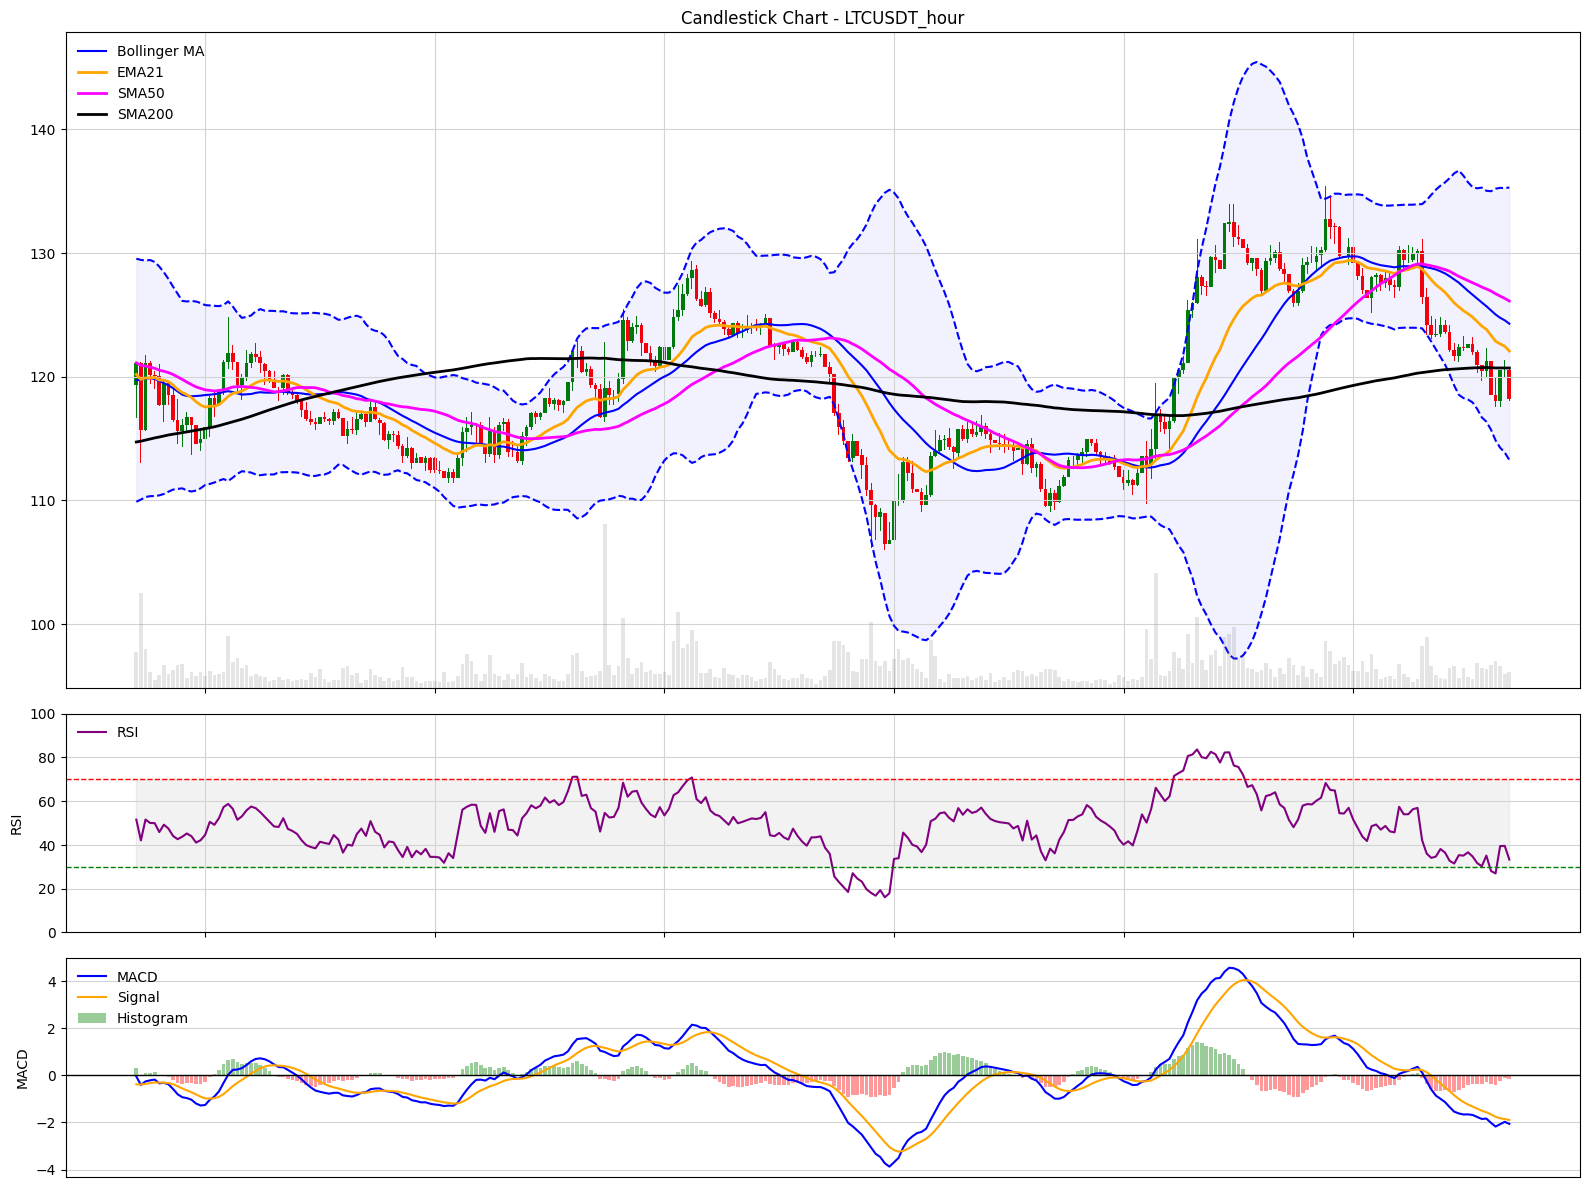 Candlestick Chart - LTCUSDT_hour
Bollinger MA
EMA21
SMA50
SMA200
140
130
120
110
100
RSI
100
80
60
40
20
0
RSI
MACD
Signal
Histogram
4
2
0
−2
−4
MACD